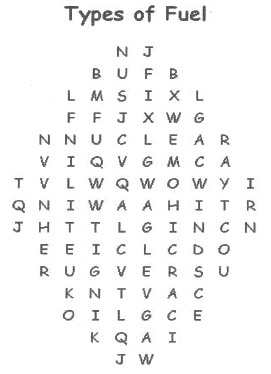 Types of Fuel
N J
B U F B
L M S I X L
F F J X W G
N N U C L E A R
V I Q V G M C A
T V L W Q W O W Y I
Q N I W A A H I T R
J H T T L G I N C N
E E I C L C D O
R U G V E R S U
K N T V A C
O I L G C E
K Q A I
J W